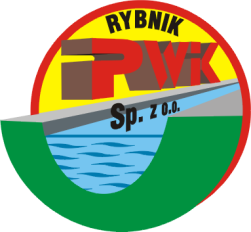 RYBNIK
PWiK
Sp. z o.o.